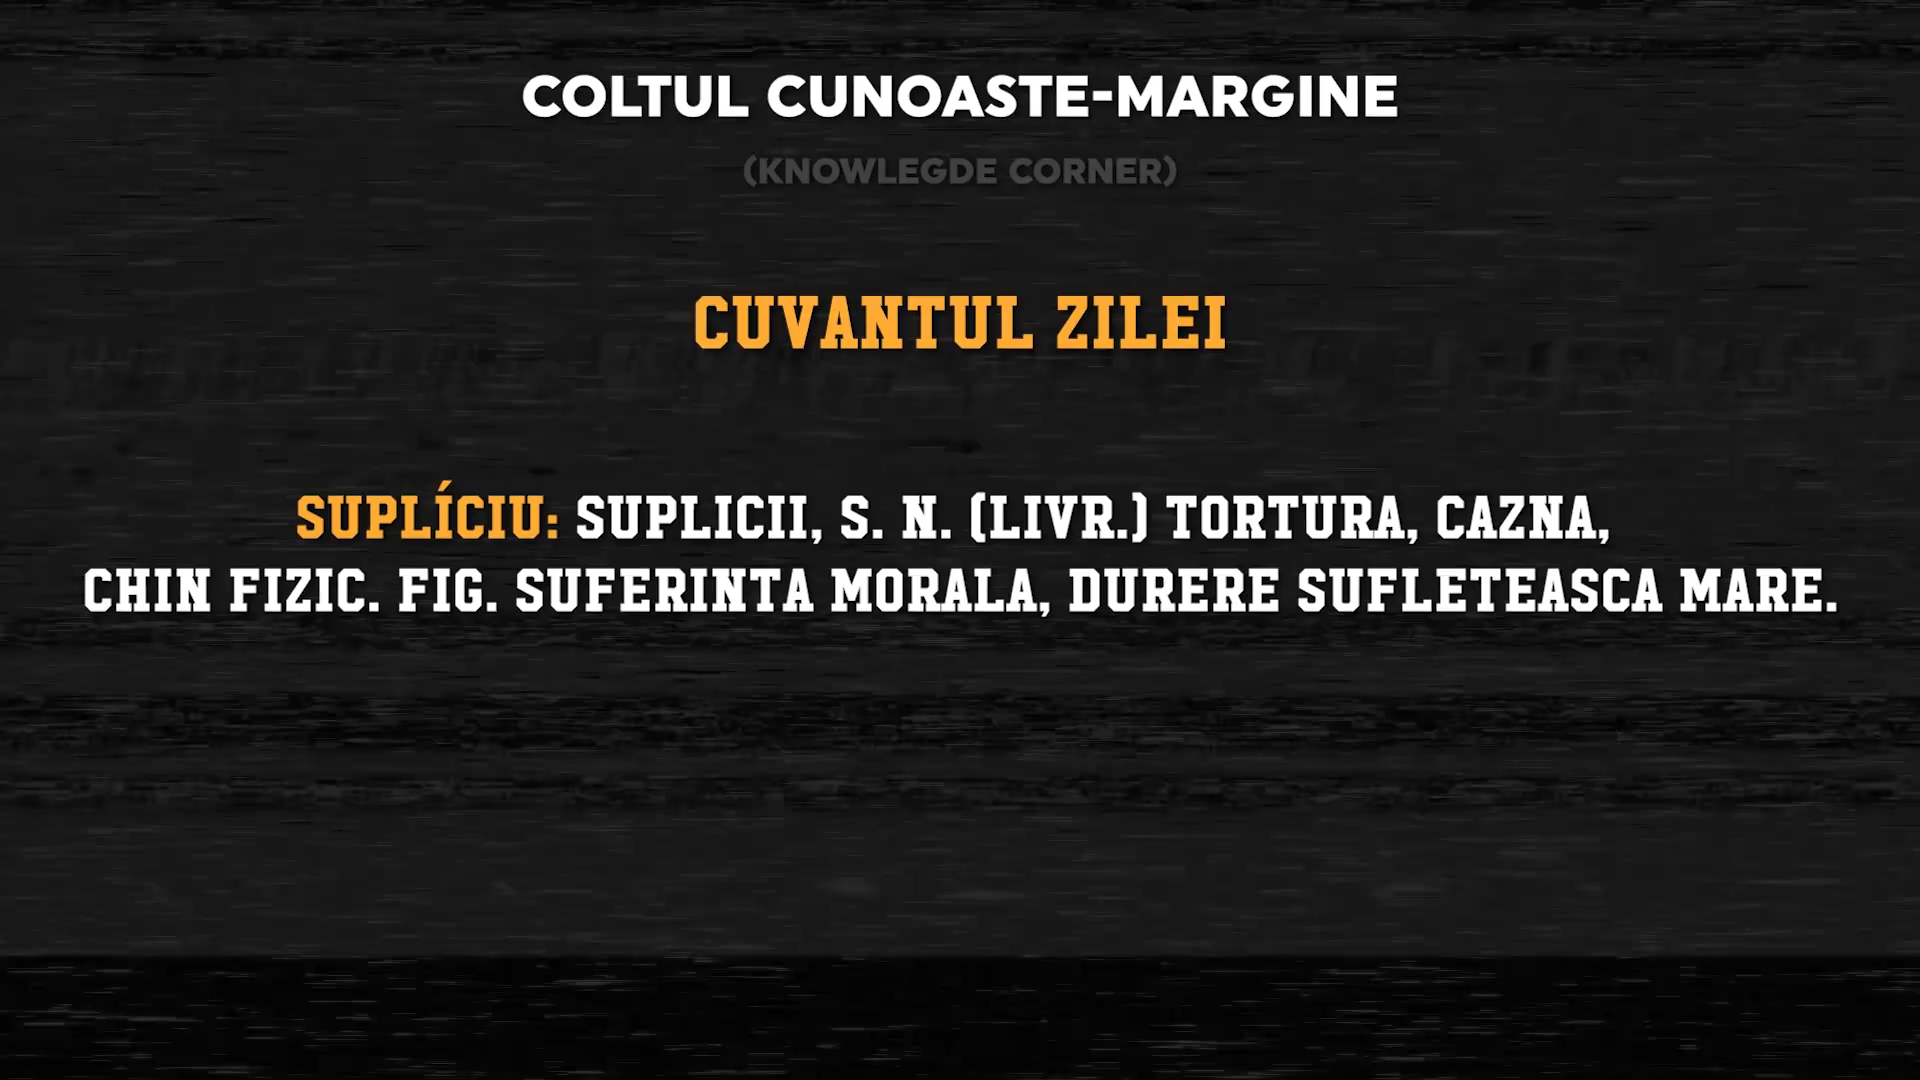 COLTUL CUNOASTE-MARGINE
(KNOWLEGDE CORNER)
CUVANTUL ZILEI
SUPLÍCIU: SUPLICII, S. N. (LIVR.) TORTURA, CAZNA,
CHIN FIZIC. FIG. SUFERINTA MORALA, DURERE SUFLETEASCA MARE.